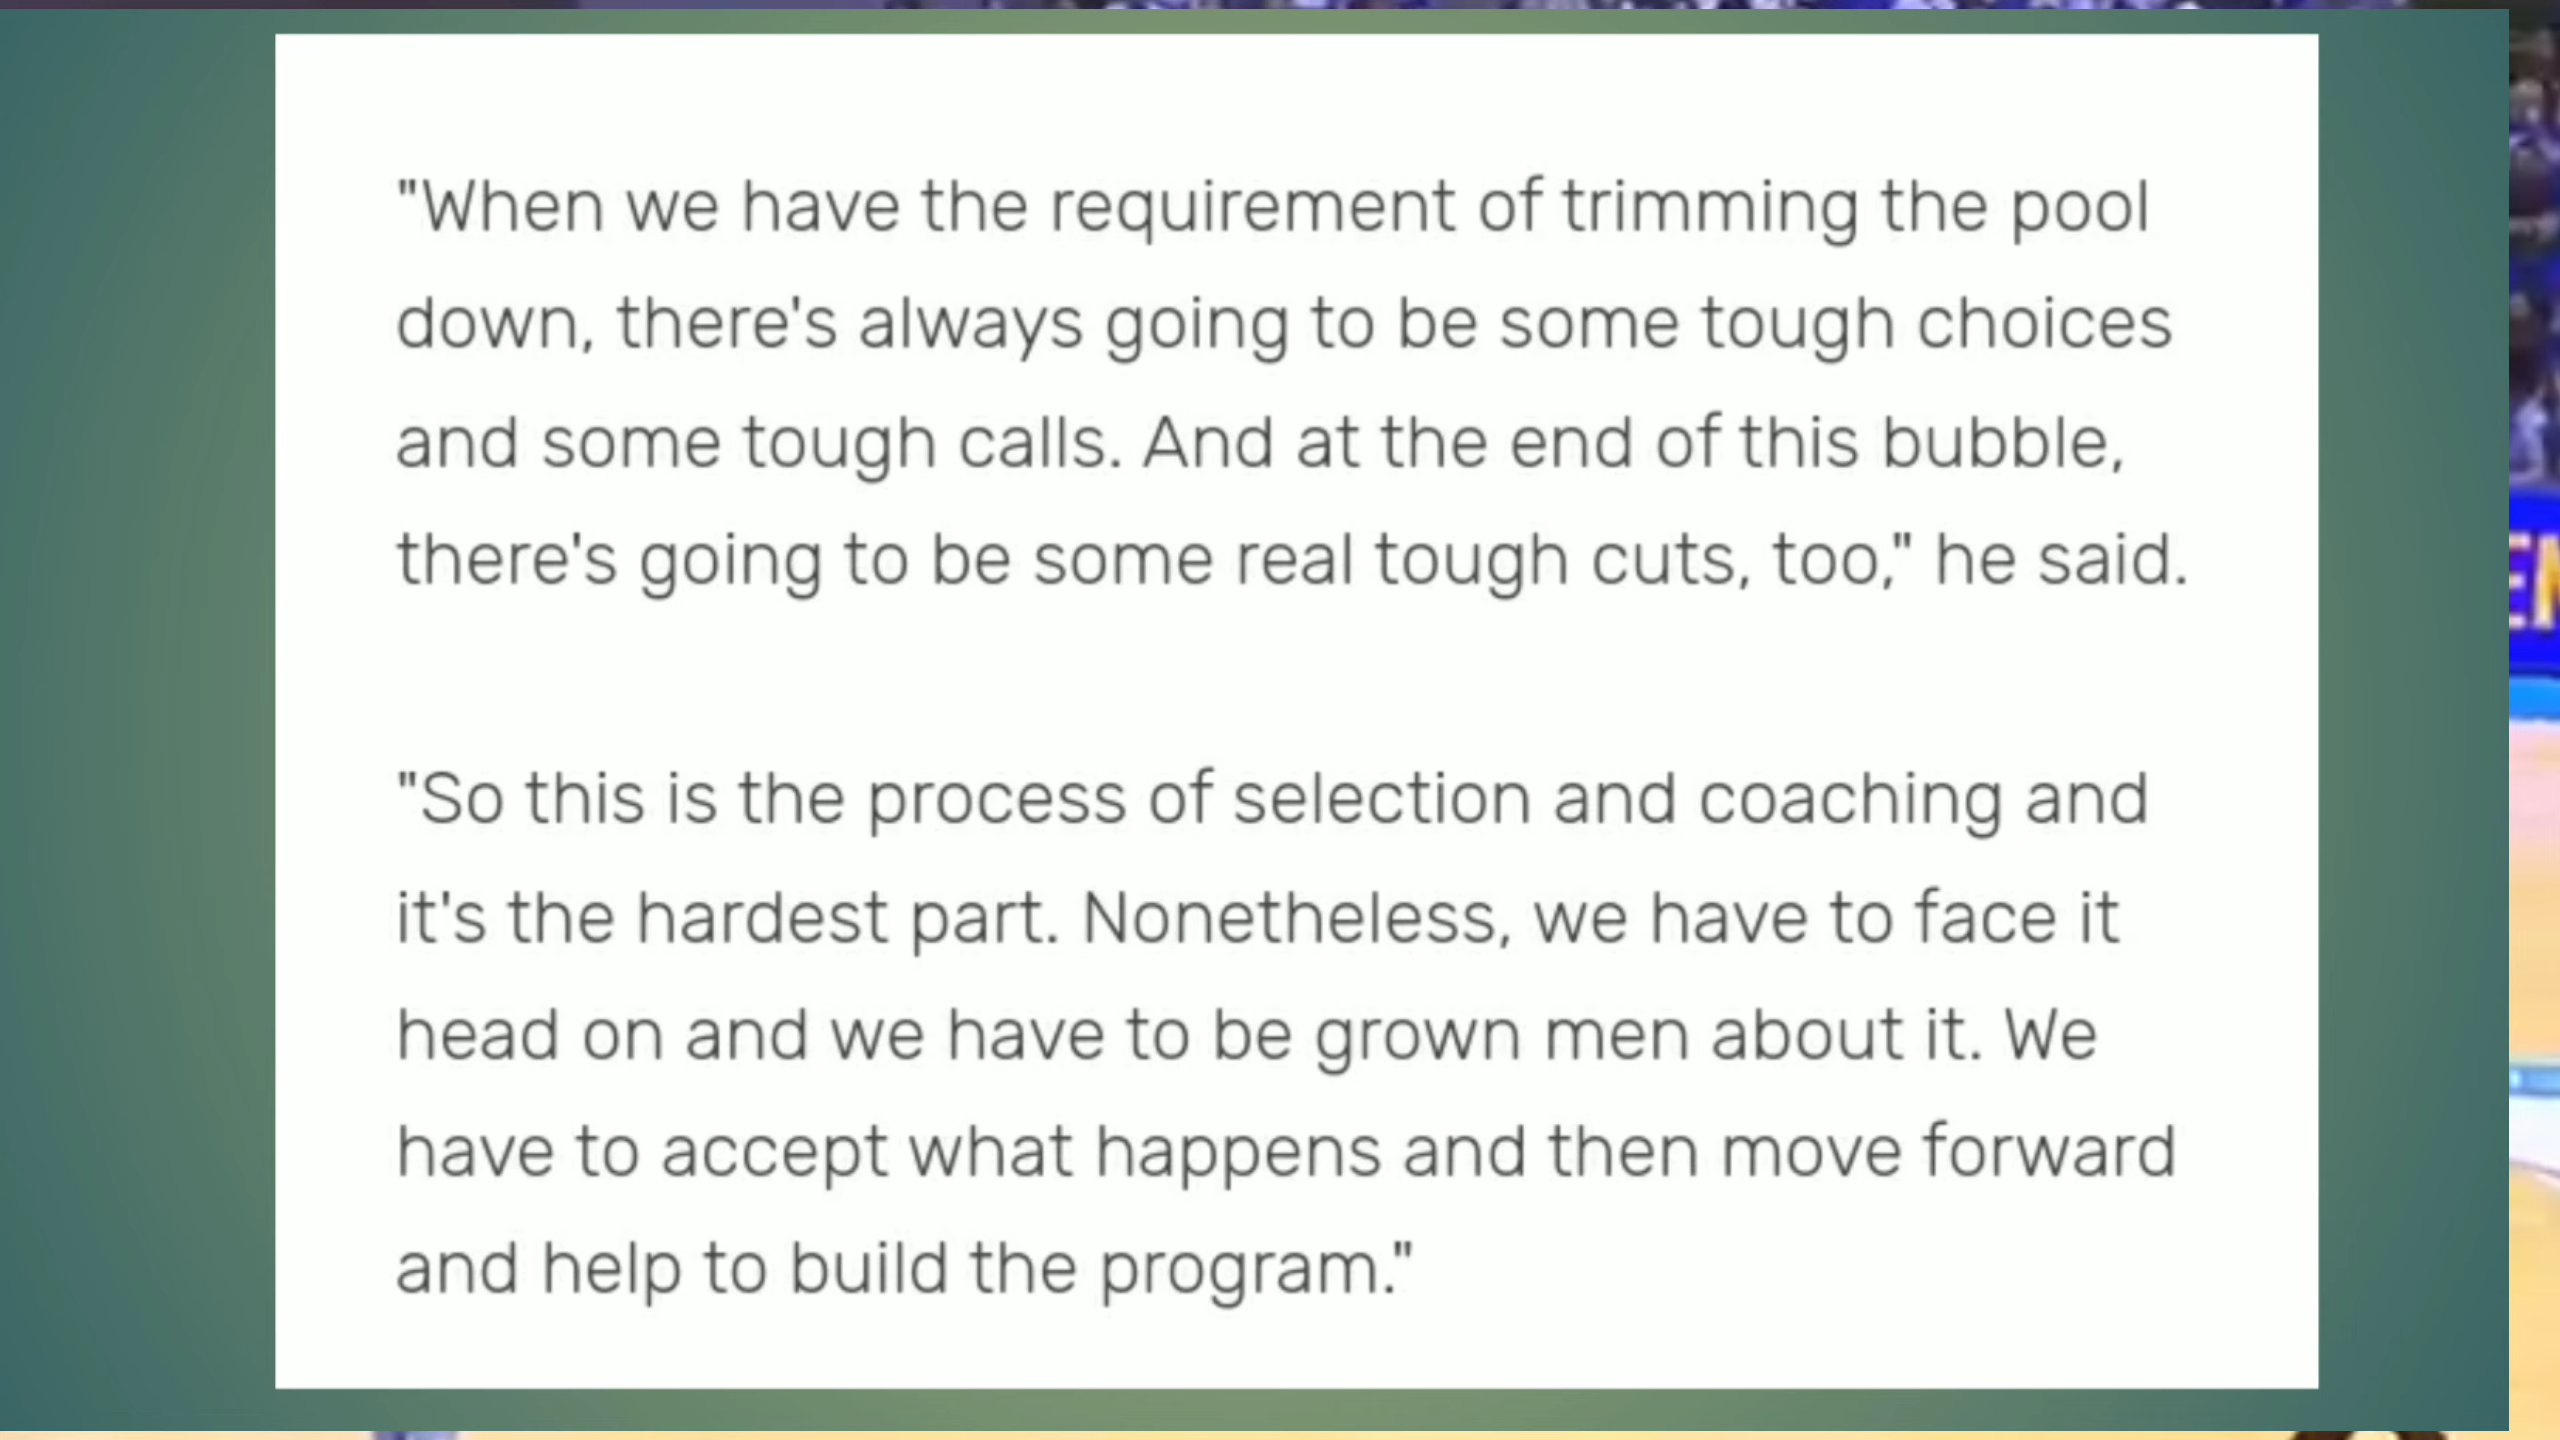 "When we have the requirement of trimming the pool
down, there's always going to be some tough choices
and some tough calls. And at the end of this bubble,
there's going to be some real tough cuts, too," he said.
"So this is the process of selection and coaching and
it's the hardest part. Nonetheless, we have to face it
head on and we have to be grown men about it. We
have to accept what happens and then move forward
and help to build the program."